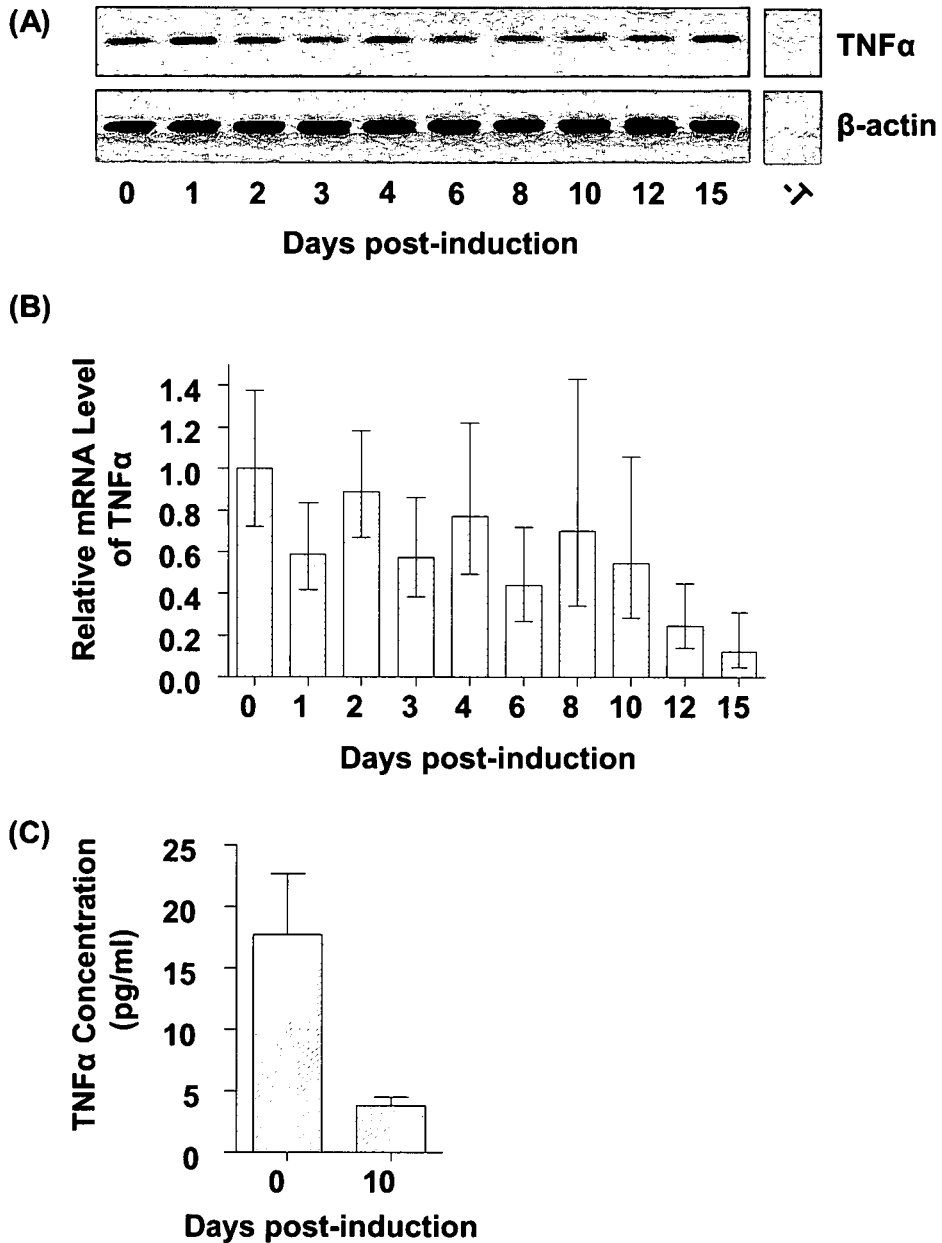 (A)
TNFα
β-actin
0 1 2 3 4 6 8 10 12 15 -T
Days post-induction
(B)
Relative mRNA Level
of TNFα
1.4
1.2
1.0
0.8
0.6
0.4
0.2
0.0
0 1 2 3 4 6 8 10 12 15
Days post-induction
(C)
TNFα Concentration
(pg/ml)
25
20
15
10
5
0
0 10
Days post-induction